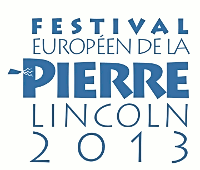 FESTIVAL
EUROPÉEN DE LA
PIERRE
LINCOLN
2013